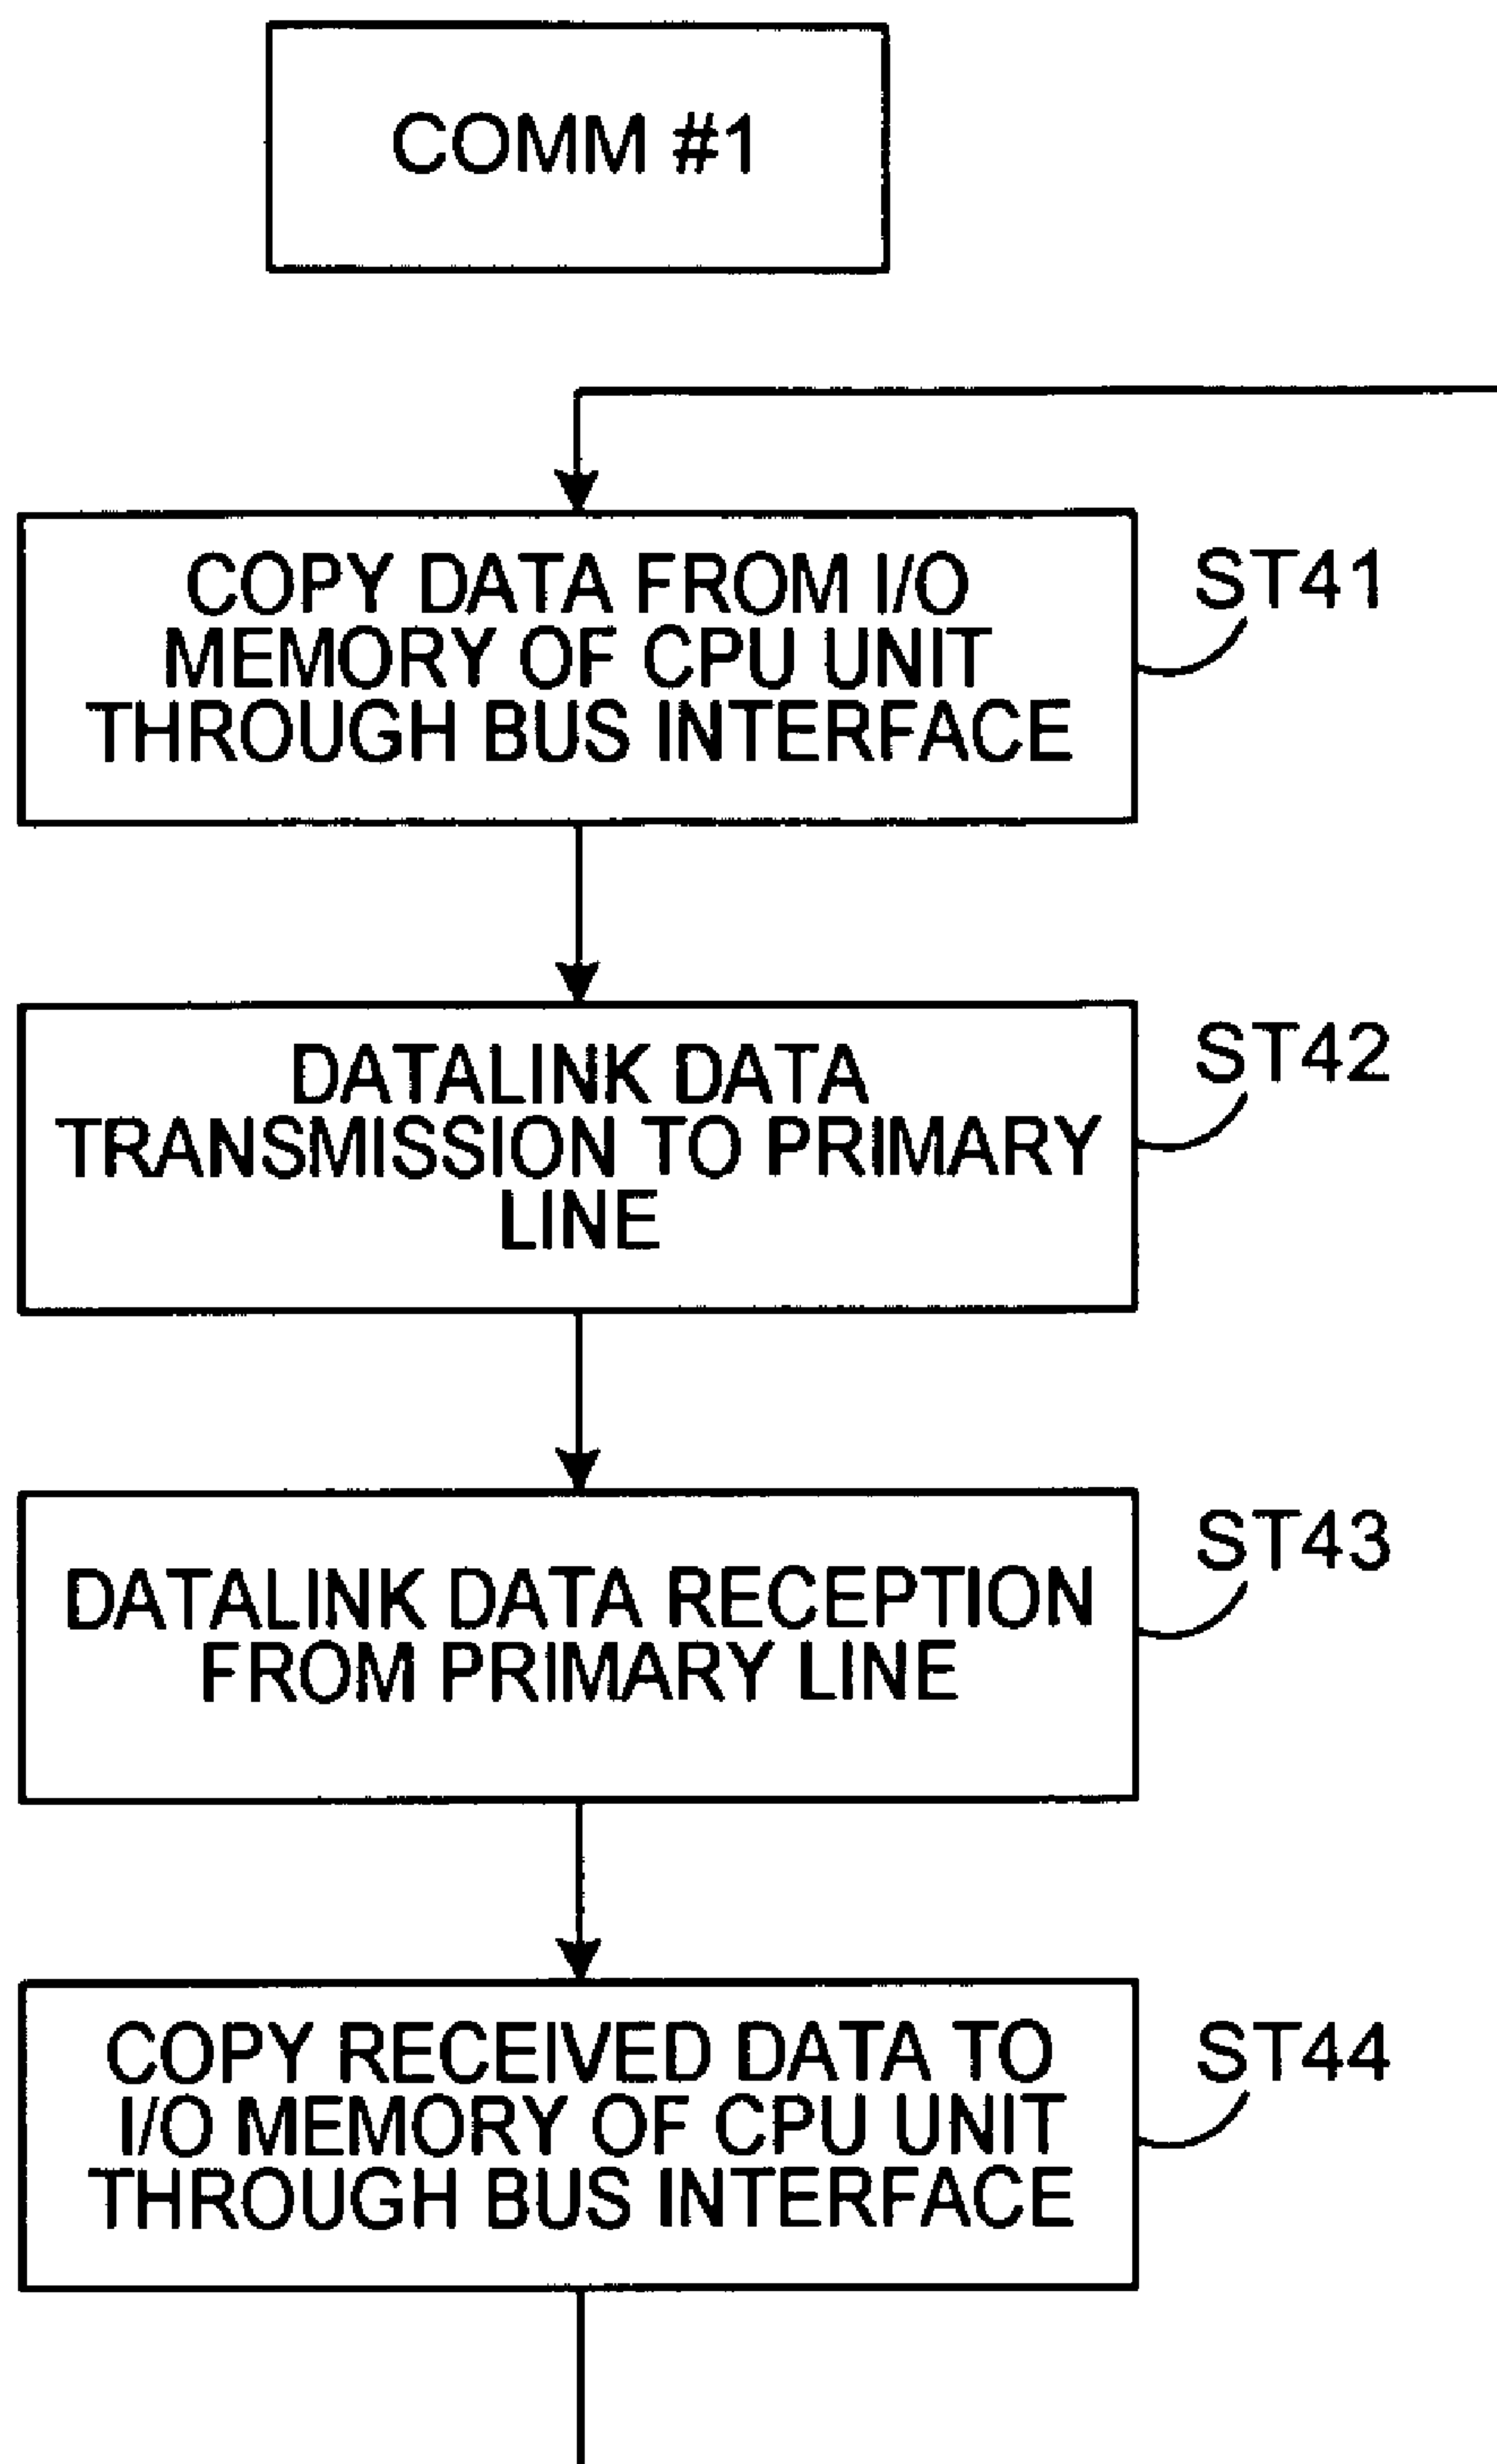 COMM #1
COPY DATA FROM I/O
MEMORY OF CPU UNIT
THROUGH BUS INTERFACE
ST41
DATALINK DATA
TRANSMISSION TO PRIMARY
LINE
ST42
DATALINK DATA RECEPTION
FROM PRIMARY LINE
ST43
COPY RECEIVED DATA TO
I/O MEMORY OF CPU UNIT
THROUGH BUS INTERFACE
ST44